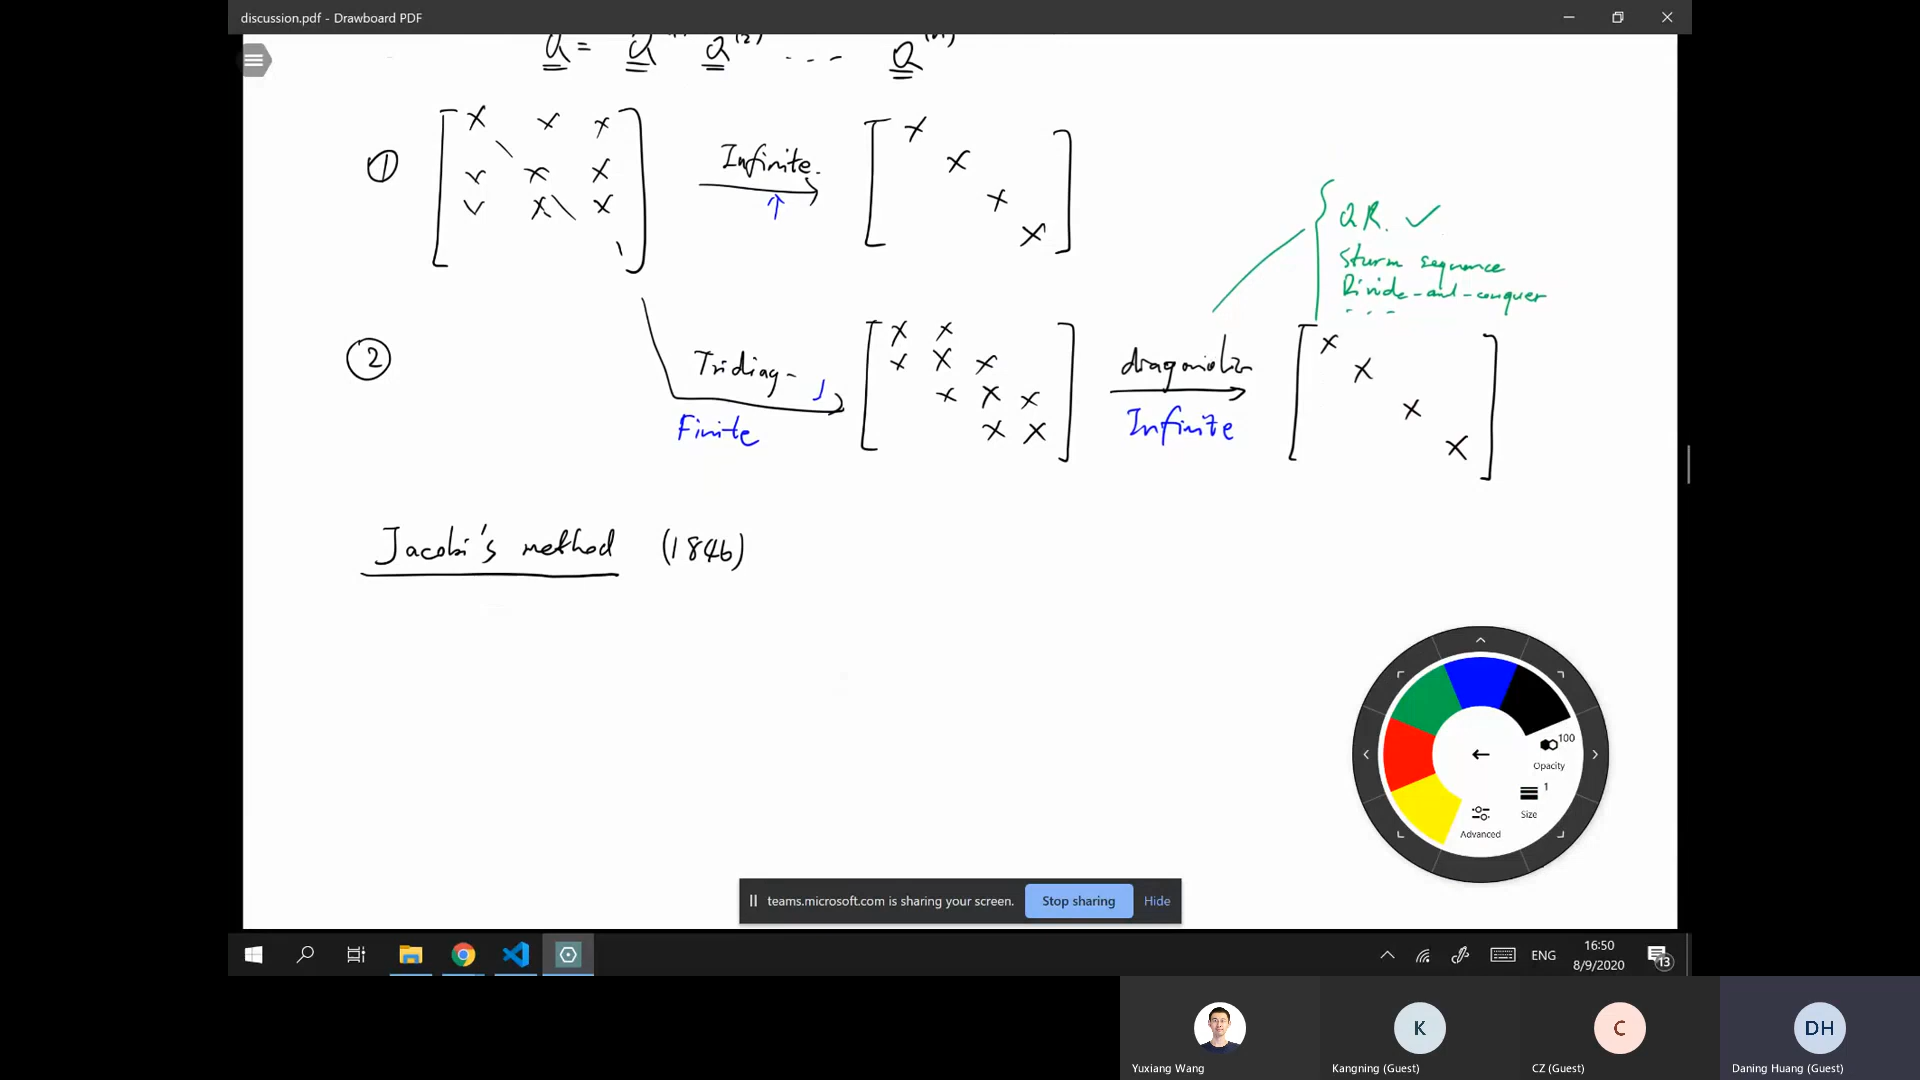 discussion.pdf - Drawboard PDF
Q = Q Q(2) ---- Q(n)
① [ x x x
v x x
v x x ]
Infinite.
↑
[ x
x
x
x ]
QR. ✓
Sturm sequence
Divide-and-conquer
- - -
②
Tridiag-
Finite
[ x x
x x x
x x x
x x ]
Infinite
[ x
x
x
x ]
Jacobi's method (1846)
100
Opacity
1
Size
Advanced
teams.microsoft.com is sharing your screen. Stop sharing Hide
ENG
16:50
8/9/2020
13
K
C
DH
Yuxiang Wang
Kangning (Guest)
CZ (Guest)
Daning Huang (Guest)